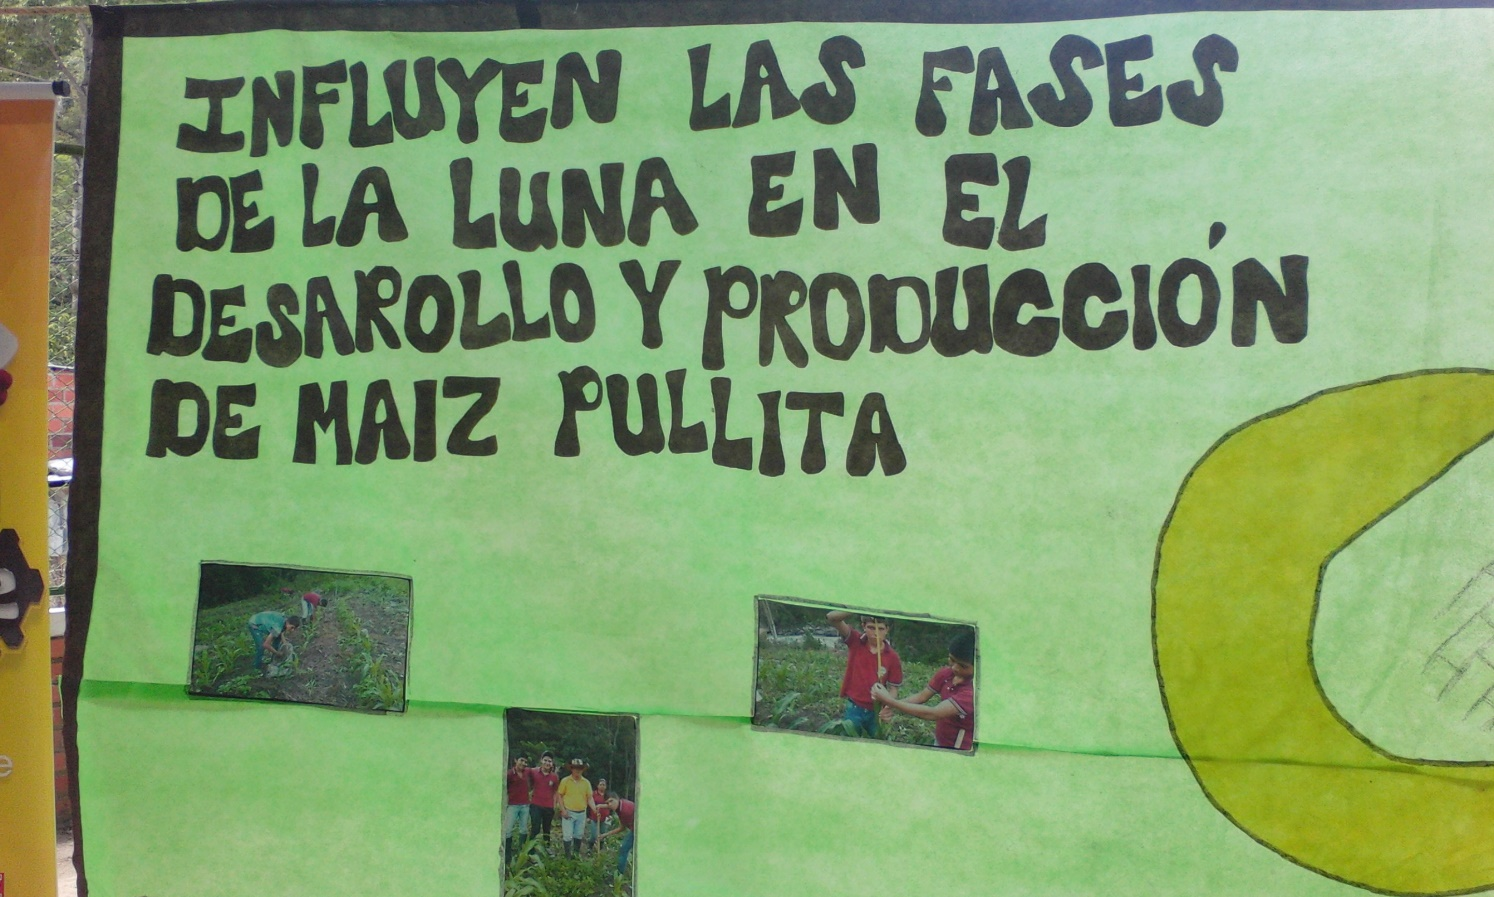 INFLUYEN LAS FASES
DE LA LUNA EN EL
DESAROLLO Y PRODUCCIÓN
DE MAIZ PULLITA
e